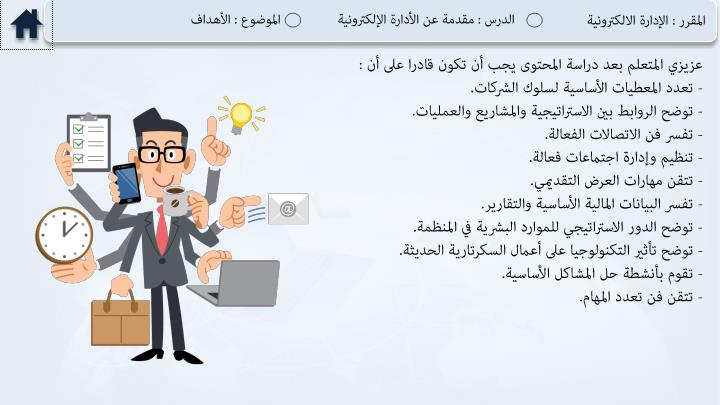 المقرر : الإدارة الالكترونية
الدرس : مقدمة عن الأدارة الإلكترونية
الموضوع : الأهداف
عزيزي المتعلم بعد دراسة المحتوى يجب أن تكون قادرا على أن :
- تعدد المعطيات الأساسية لسلوك الشركات.
- توضح الروابط بين الاستراتيجية والمشاريع والعمليات.
- تفسر فن الاتصالات الفعالة.
- تنظيم وإدارة اجتماعات فعالة.
- تتقن مهارات العرض التقديمي.
- تفسر البيانات المالية الأساسية والتقارير.
- توضح الدور الاستراتيجي للموارد البشرية في المنظمة.
- توضح تأثير التكنولوجيا على أعمال السكرتارية الحديثة.
- تقوم بأنشطة حل المشاكل الأساسية.
- تتقن فن تعدد المهام.
@